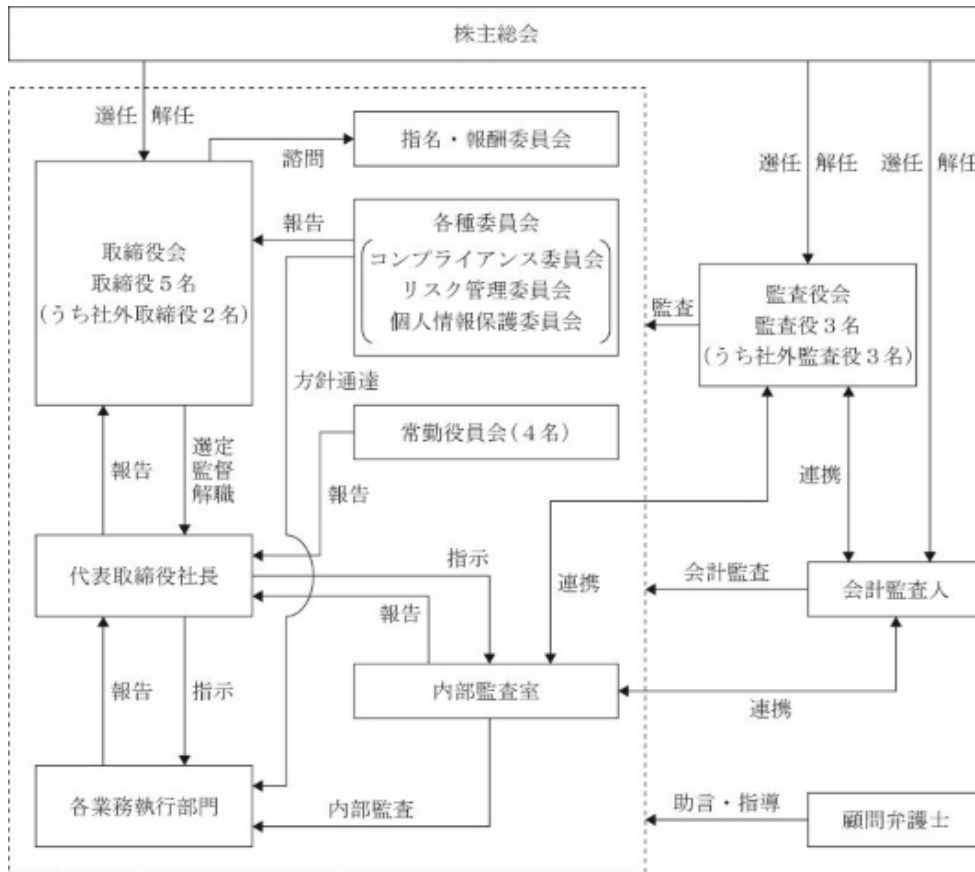 株主総会
選任 解任
指名・報酬委員会
諮問
選任 解任
選任 解任
報告
各種委員会
コンプライアンス委員会
リスク管理委員会
個人情報保護委員会
取締役会
取締役5名
(うち社外取締役2名)
監査
監査役会
監査役3名
(うち社外監査役3名)
方針通達
常勤役員会(4名)
報告
選定
監督
解職
報告
連携
代表取締役社長
指示
連携
会計監査
会計監査人
報告
報告
指示
内部監査室
連携
各業務執行部門
内部監査
助言・指導
顧問弁護士